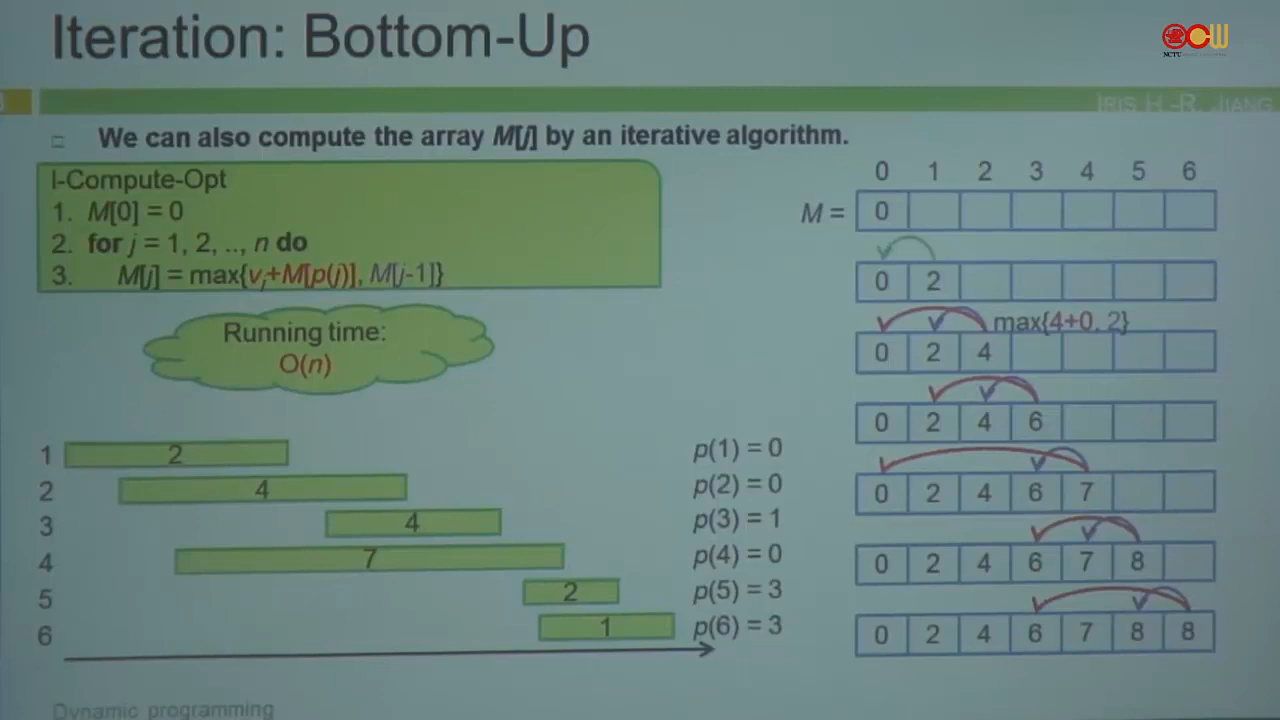 Iteration: Bottom-Up
NCTU
IRIS H.-R. JIANG
We can also compute the array M[j] by an iterative algorithm.
I-Compute-Opt
1. M[0] = 0
2. for j = 1, 2, .., n do
3. M[j] = max{vj+M[p(j)], M[j-1]}
Running time:
O(n)
1 2 p(1) = 0
2 4 p(2) = 0
3 4 p(3) = 1
4 7 p(4) = 0
5 2 p(5) = 3
6 1 p(6) = 3
0 1 2 3 4 5 6
M = 0
0 2
max{4+0, 2}
0 2 4
0 2 4 6
0 2 4 6 7
0 2 4 6 7 8
0 2 4 6 7 8 8
Dynamic programming